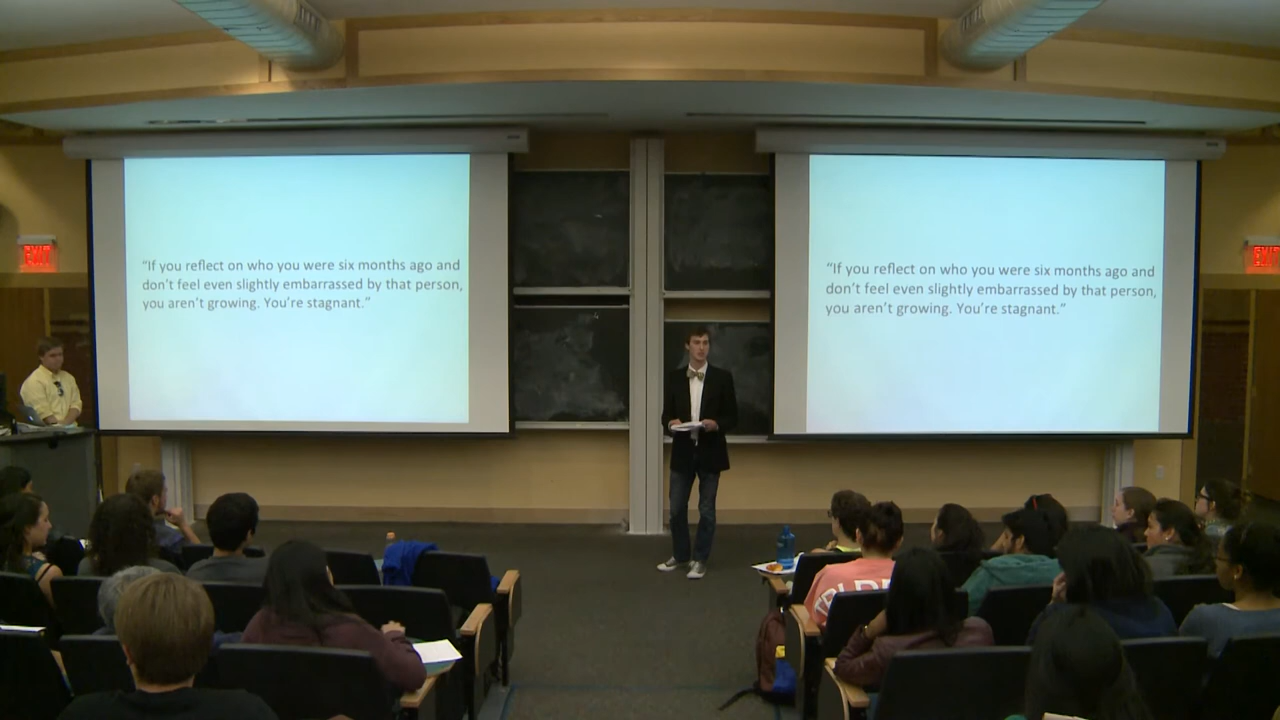 EXIT
“If you reflect on who you were six months ago and
don’t feel even slightly embarrassed by that person,
you aren’t growing. You’re stagnant.”
“If you reflect on who you were six months ago and
don’t feel even slightly embarrassed by that person,
you aren’t growing. You’re stagnant.”
EXIT